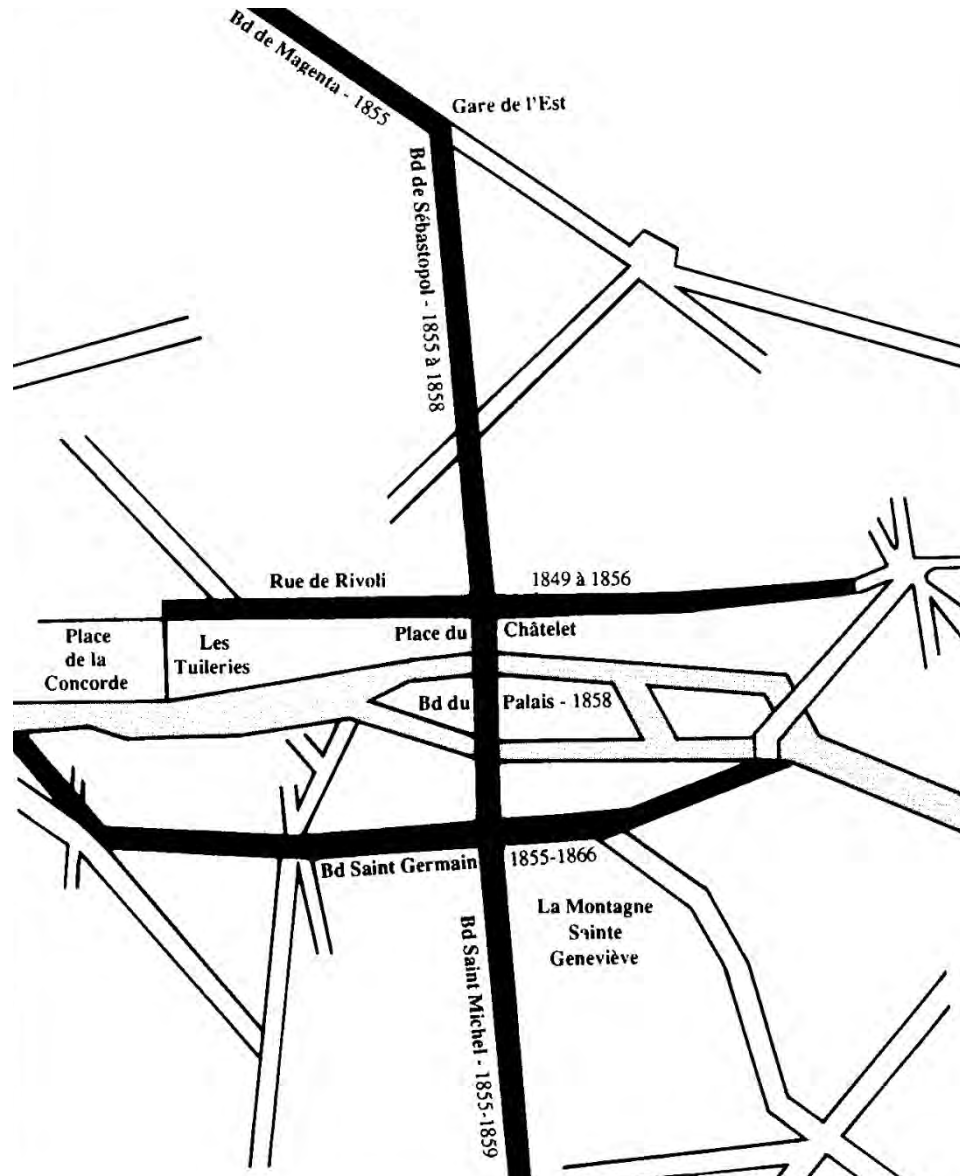 Bd de Magenta - 1855
Gare de l'Est
Bd de Sébastopol - 1855 à 1858
Rue de Rivoli
1849 à 1856
Place
de la
Concorde
Les
Tuileries
Place du
Châtelet
Bd du
Palais - 1858
Bd Saint Germain
1855-1866
La Montagne
Sainte
Geneviève
Bd Saint Michel - 1855-1859